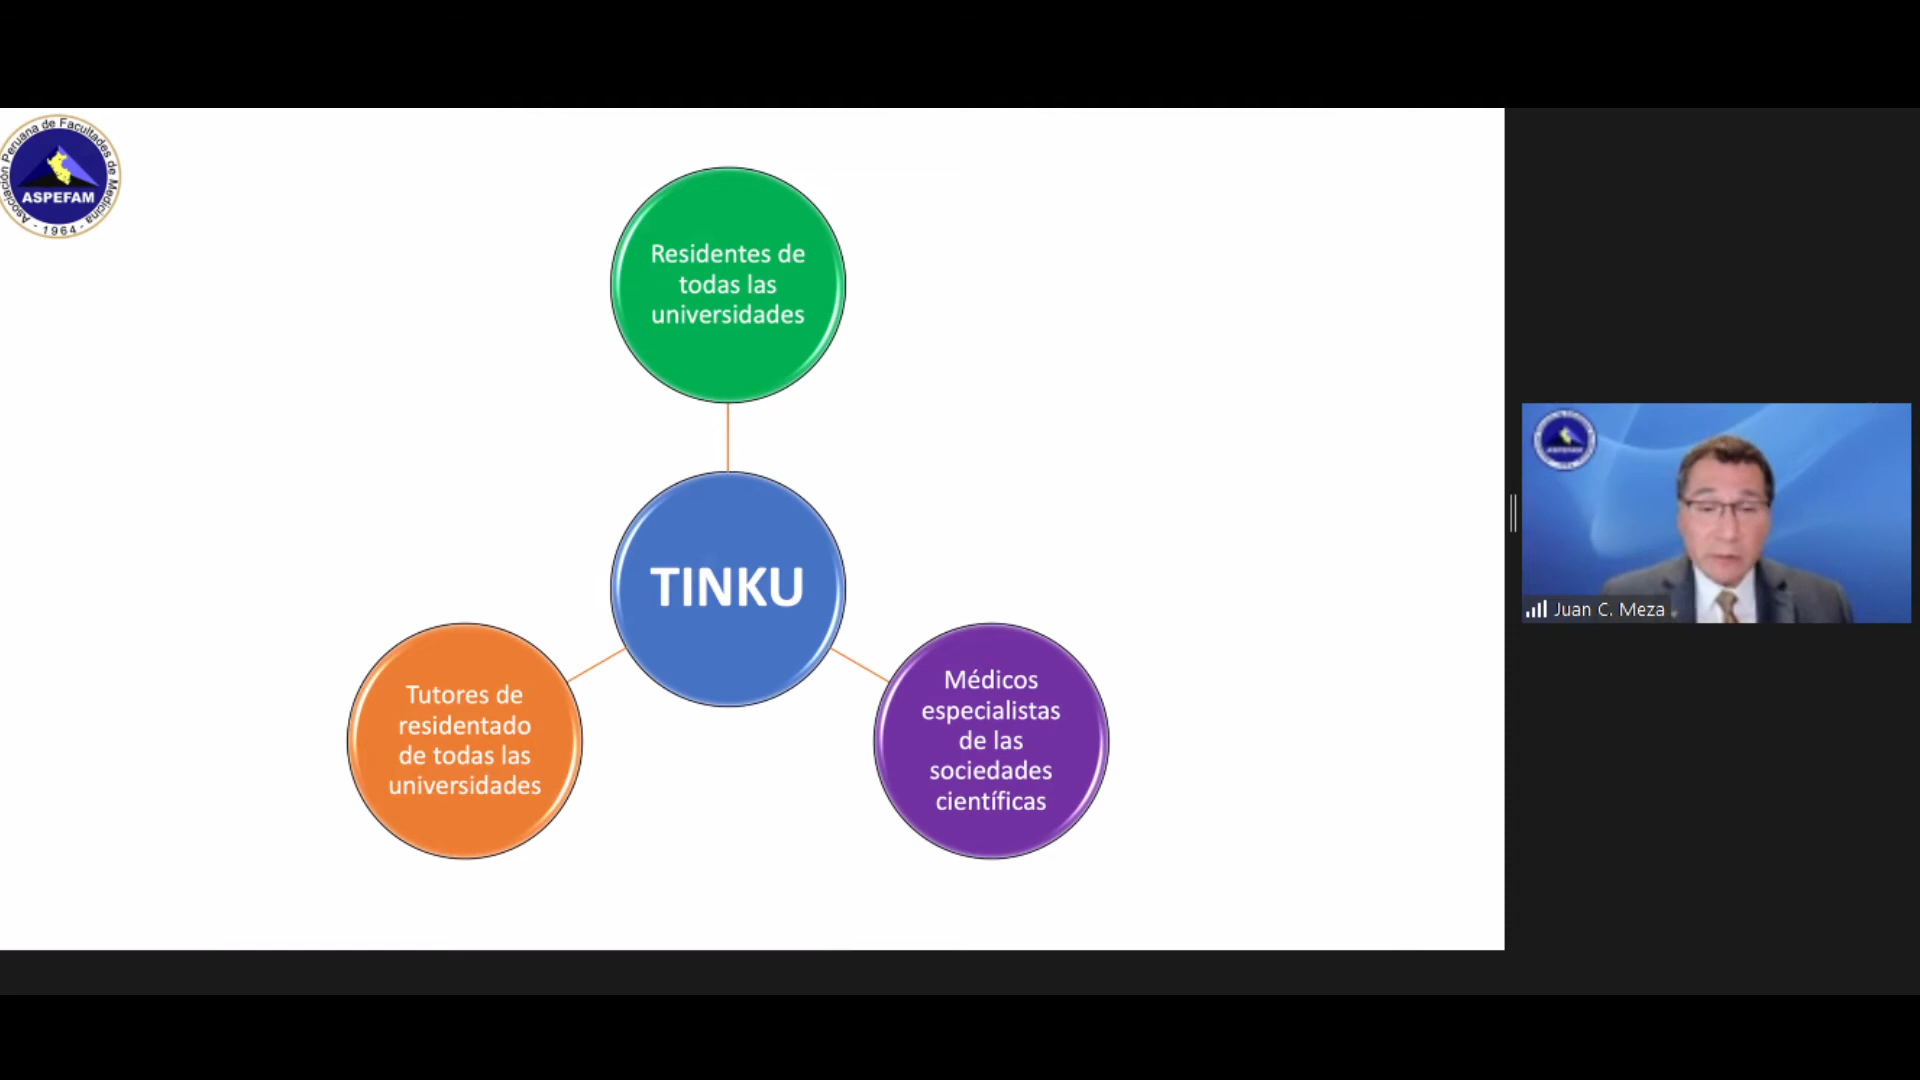 Asociación Peruana de Facultades de Medicina
ASPEFAM
- 1964 -
Residentes de
todas las
universidades
TINKU
Tutores de
residentado
de todas las
universidades
Médicos
especialistas
de las
sociedades
científicas
ASPEFAM
Juan C. Meza